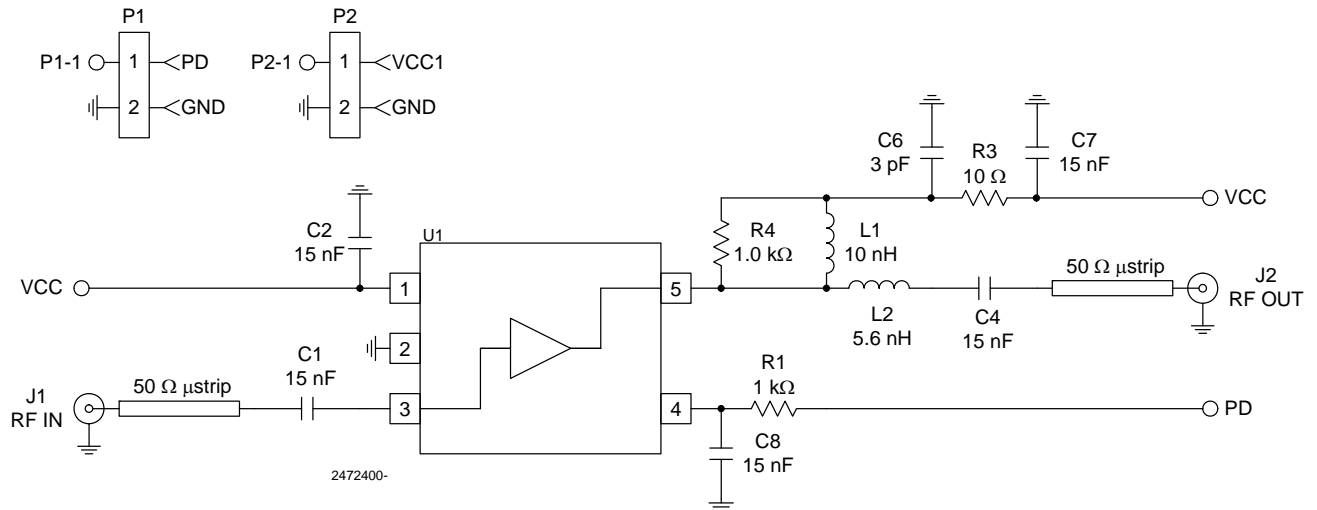 P1
P1-1
1
PD
2
GND
P2
P2-1
1
VCC1
2
GND
C6
3 pF
R3
10 Ω
C7
15 nF
VCC
C2
15 nF
U1
R4
1.0 kΩ
L1
10 nH
VCC
1
5
50 Ω μstrip
J2
RF OUT
L2
5.6 nH
C4
15 nF
2
C1
15 nF
R1
1 kΩ
J1
RF IN
50 Ω μstrip
3
4
PD
C8
15 nF
2472400-